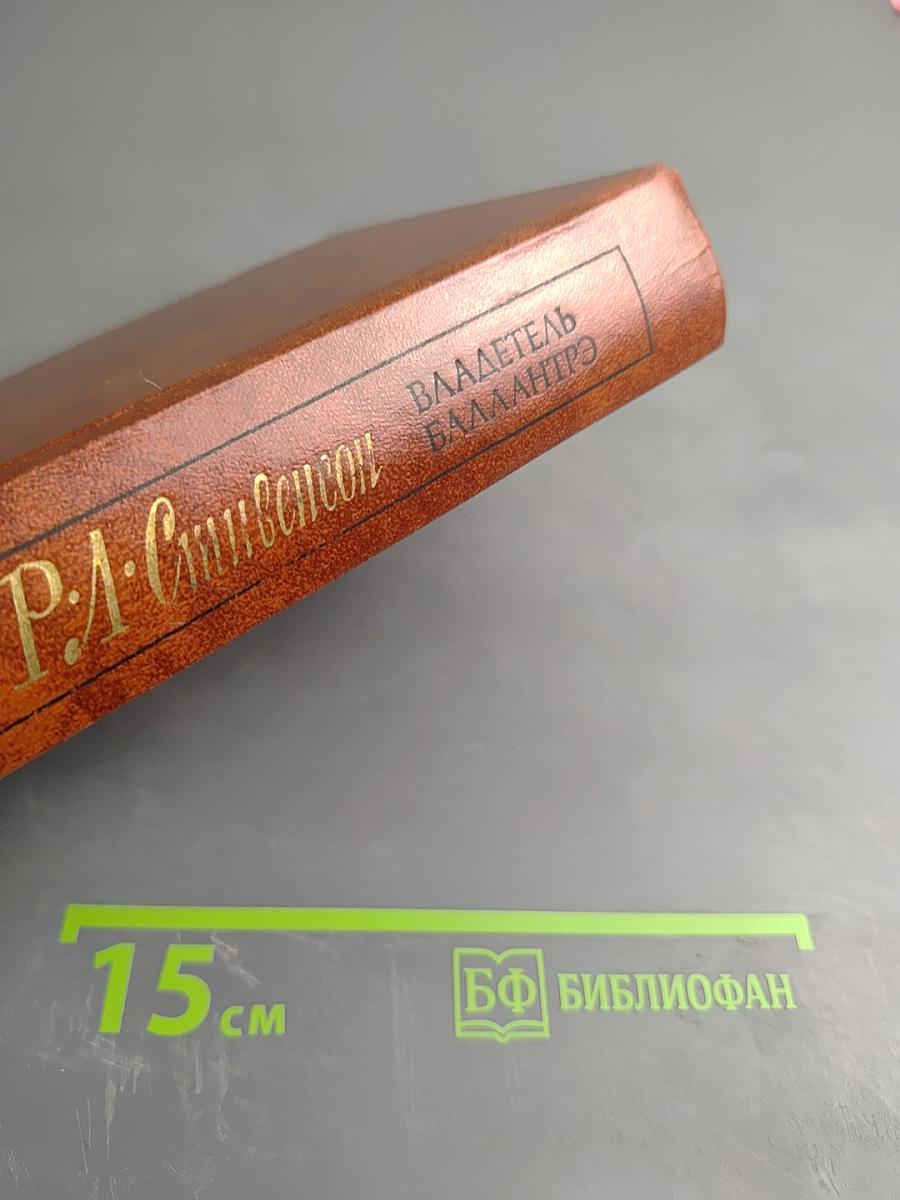 Р.Л. Стивенсон
ВЛАДЕТЕЛЬ
БАЛЛАНТРЭ
15 см
БФ БИБЛИОФАН